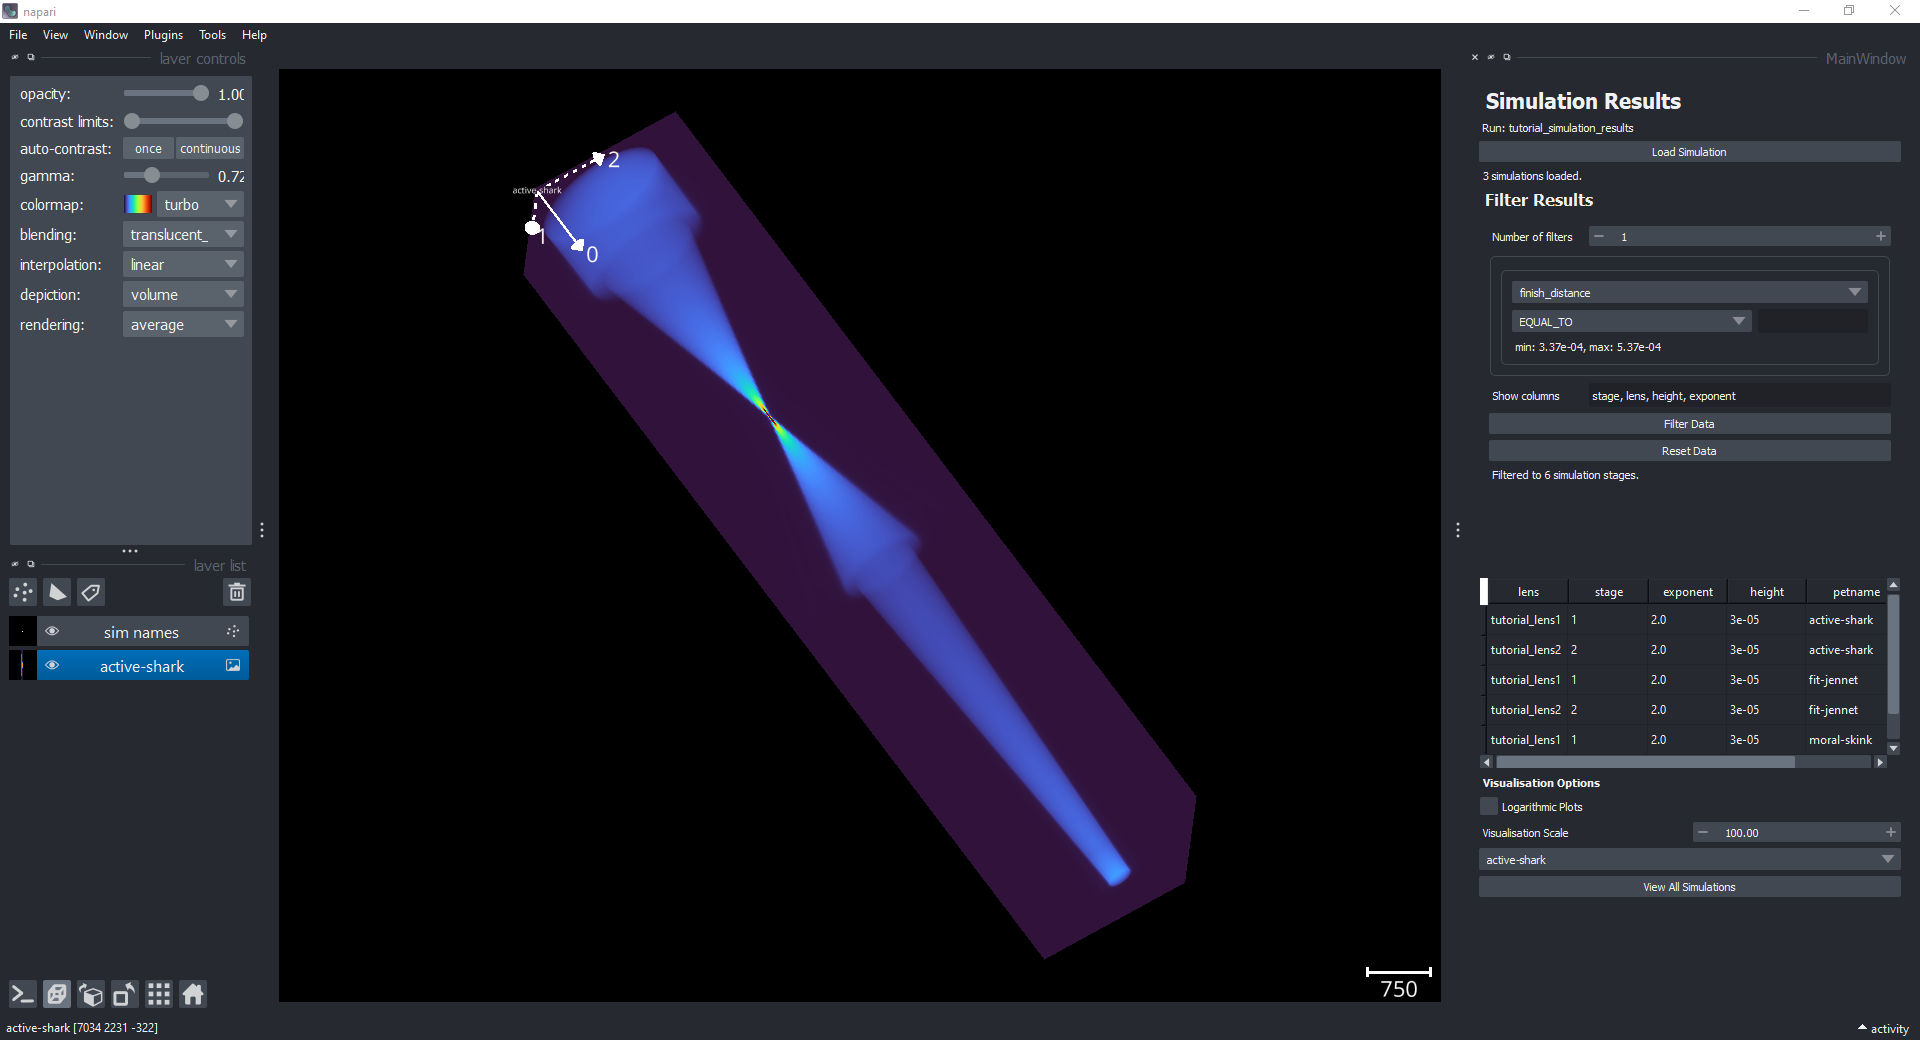 napari
File View Window Plugins Tools Help
layer controls
opacity: 1.00
contrast limits:
auto-contrast: once continuous
gamma: 0.72
colormap: turbo
blending: translucent_
interpolation: linear
depiction: volume
rendering: average
layer list
sim names
active-shark
active-shark [7034 2231 -322]
2
active-shark
1
0
750
MainWindow
Simulation Results
Run: tutorial_simulation_results
Load Simulation
3 simulations loaded.
Filter Results
Number of filters 1
finish_distance
EQUAL_TO
min: 3.37e-04, max: 5.37e-04
Show columns stage, lens, height, exponent
Filter Data
Reset Data
Filtered to 6 simulation stages.
lens stage exponent height petname
tutorial_lens1 1 2.0 3e-05 active-shark
tutorial_lens2 2 2.0 3e-05 active-shark
tutorial_lens1 1 2.0 3e-05 fit-jennet
tutorial_lens2 2 2.0 3e-05 fit-jennet
tutorial_lens1 1 2.0 3e-05 moral-skink
Visualisation Options
Logarithmic Plots
Visualisation Scale 100.00
active-shark
View All Simulations
activity